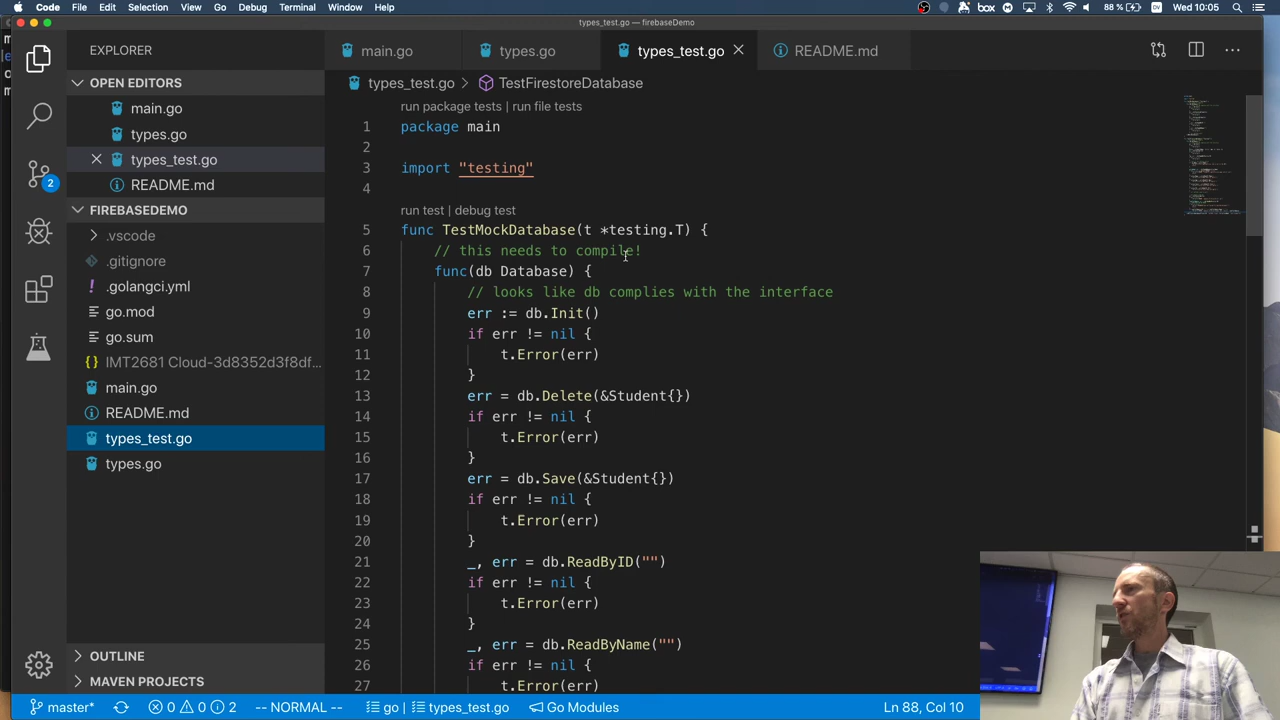 Code File Edit Selection View Go Debug Terminal Window Help box 88 % DV Wed 10:05
types_test.go — firebaseDemo
EXPLORER
main.go
types.go
types_test.go
README.md
OPEN EDITORS
types_test.go > TestFirestoreDatabase
main.go
types.go
types_test.go
README.md
FIREBASEDEMO
.vscode
.gitignore
.golangci.yml
go.mod
go.sum
{} IMT2681 Cloud-3d8352d3f8df...
main.go
README.md
types_test.go
types.go
OUTLINE
MAVEN PROJECTS
2
run package tests | run file tests
1 package main
2
3 import "testing"
4
run test | debug test
5 func TestMockDatabase(t *testing.T) {
6 // this needs to compile!
7 func(db Database) {
8 // looks like db complies with the interface
9 err := db.Init()
10 if err != nil {
11 t.Error(err)
12 }
13 err = db.Delete(&Student{})
14 if err != nil {
15 t.Error(err)
16 }
17 err = db.Save(&Student{})
18 if err != nil {
19 t.Error(err)
20 }
21 _, err = db.ReadByID("")
22 if err != nil {
23 t.Error(err)
24 }
25 _, err = db.ReadByName("")
26 if err != nil {
27 t.Error(err)
master* 0 0 2 -- NORMAL -- go | types_test.go Go Modules Ln 88, Col 10